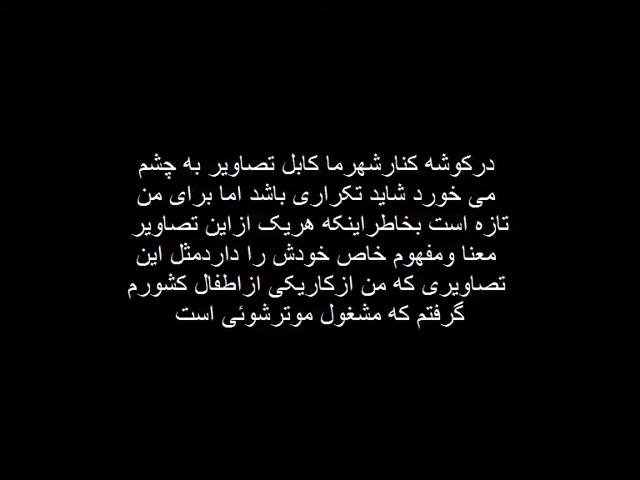 درکوشه کنارشهرما کابل تصاویر به چشم
می خورد شاید تکراری باشد اما برای من
تازه است بخاطراینکه هریک ازاین تصاویر
معنا ومفهوم خاص خودش را داردمثل این
تصاویری که من ازکاریکی ازاطفال کشورم
گرفتم که مشغول موترشوئی است